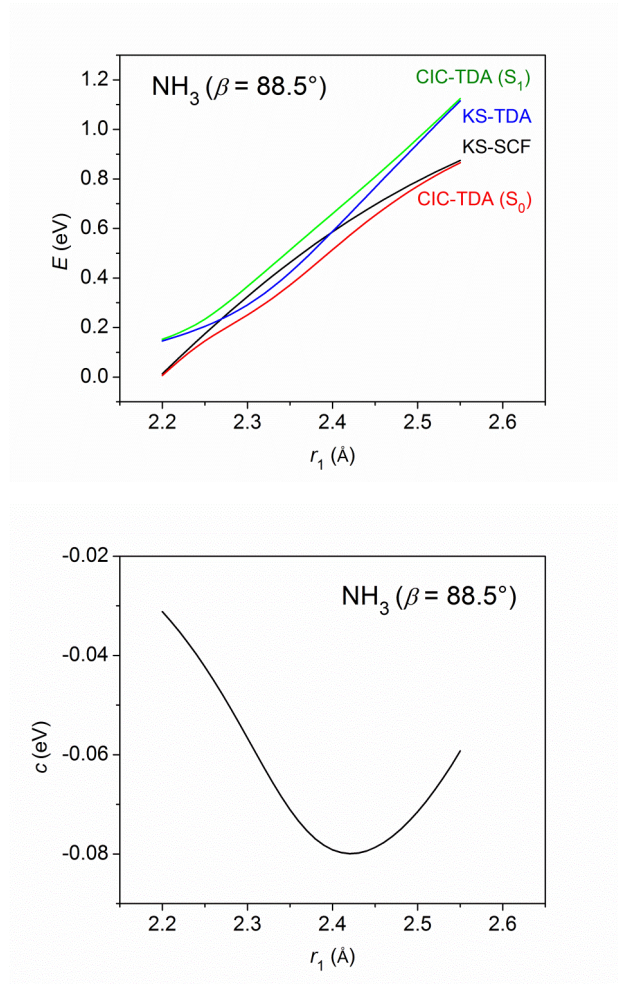 NH3 (β = 88.5°)
CIC-TDA (S1)
KS-TDA
KS-SCF
CIC-TDA (S0)
E (eV)
1.2
1.0
0.8
0.6
0.4
0.2
0.0
2.2 2.3 2.4 2.5 2.6
r1 (Å)
NH3 (β = 88.5°)
c (eV)
-0.02
-0.04
-0.06
-0.08
2.2 2.3 2.4 2.5 2.6
r1 (Å)